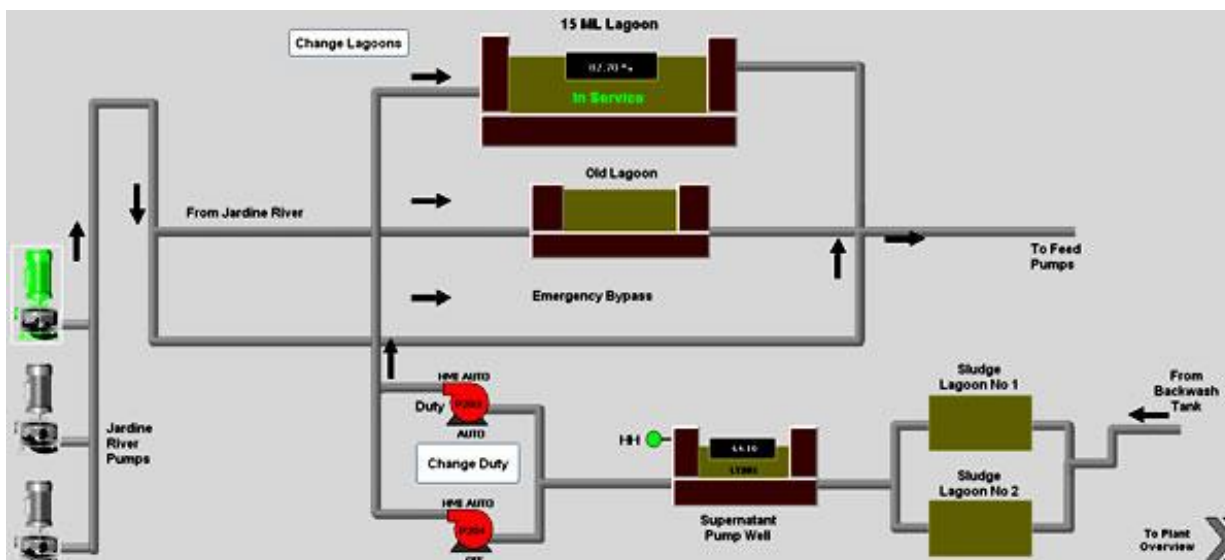 15 ML Lagoon
Change Lagoons
In Service
Old Lagoon
From Jardine River
To Feed
Pumps
Emergency Bypass
HMI AUTO
Duty
AUTO
Change Duty
HMI AUTO
Jardine
River
Pumps
HH
Supernatant
Pump Well
Sludge
Lagoon No 1
Sludge
Lagoon No 2
From
Backwash
Tank
To Plant
Overview